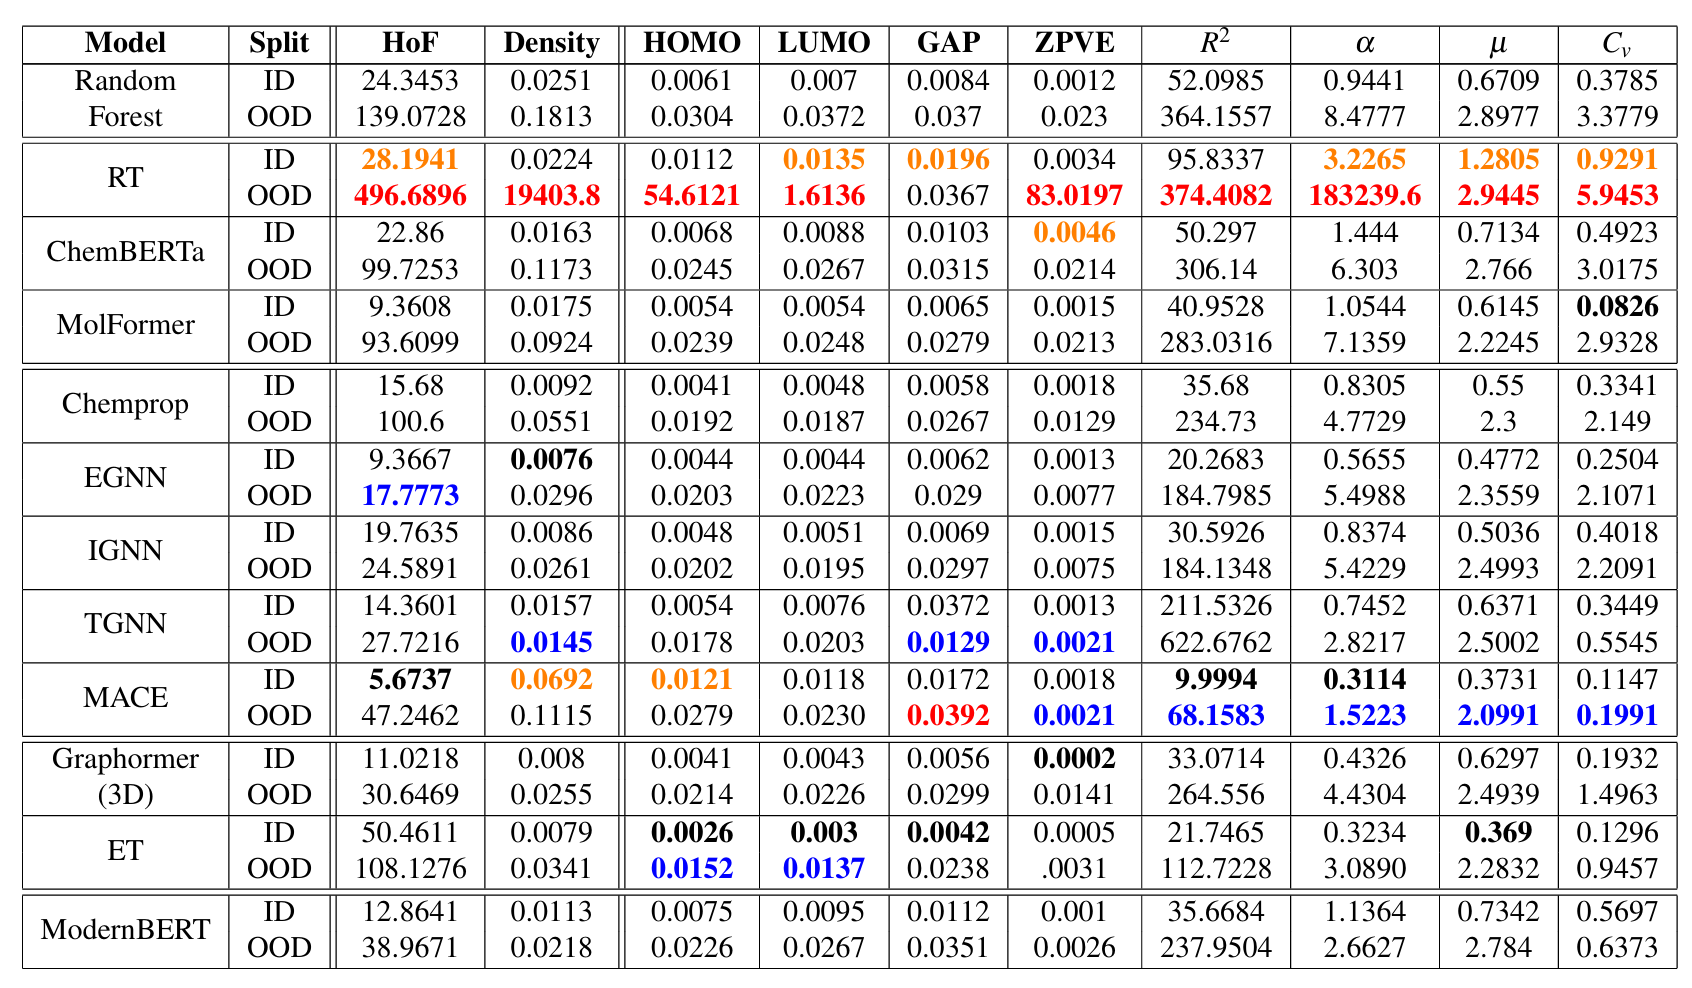 Model Split HoF Density HOMO LUMO GAP ZPVE R² α μ Cᵥ
Random Forest ID 24.3453 0.0251 0.0061 0.007 0.0084 0.0012 52.0985 0.9441 0.6709 0.3785
OOD 139.0728 0.1813 0.0304 0.0372 0.037 0.023 364.1557 8.4777 2.8977 3.3779
RT ID 28.1941 0.0224 0.0112 0.0135 0.0196 0.0034 95.8337 3.2265 1.2805 0.9291
OOD 496.6896 19403.8 54.6121 1.6136 0.0367 83.0197 374.4082 183239.6 2.9445 5.9453
ChemBERTa ID 22.86 0.0163 0.0068 0.0088 0.0103 0.0046 50.297 1.444 0.7134 0.4923
OOD 99.7253 0.1173 0.0245 0.0267 0.0315 0.0214 306.14 6.303 2.766 3.0175
MolFormer ID 9.3608 0.0175 0.0054 0.0054 0.0065 0.0015 40.9528 1.0544 0.6145 0.0826
OOD 93.6099 0.0924 0.0239 0.0248 0.0279 0.0213 283.0316 7.1359 2.2245 2.9328
Chemprop ID 15.68 0.0092 0.0041 0.0048 0.0058 0.0018 35.68 0.8305 0.55 0.3341
OOD 100.6 0.0551 0.0192 0.0187 0.0267 0.0129 234.73 4.7729 2.3 2.149
EGNN ID 9.3667 0.0076 0.0044 0.0044 0.0062 0.0013 20.2683 0.5655 0.4772 0.2504
OOD 17.7773 0.0296 0.0203 0.0223 0.029 0.0077 184.7985 5.4988 2.3559 2.1071
IGNN ID 19.7635 0.0086 0.0048 0.0051 0.0069 0.0015 30.5926 0.8374 0.5036 0.4018
OOD 24.5891 0.0261 0.0202 0.0195 0.0297 0.0075 184.1348 5.4229 2.4993 2.2091
TGNN ID 14.3601 0.0157 0.0054 0.0076 0.0372 0.0013 211.5326 0.7452 0.6371 0.3449
OOD 27.7216 0.0145 0.0178 0.0203 0.0129 0.0021 622.6762 2.8217 2.5002 0.5545
MACE ID 5.6737 0.0692 0.0121 0.0118 0.0172 0.0018 9.9994 0.3114 0.3731 0.1147
OOD 47.2462 0.1115 0.0279 0.0230 0.0392 0.0021 68.1583 1.5223 2.0991 0.1991
Graphormer (3D) ID 11.0218 0.008 0.0041 0.0043 0.0056 0.0002 33.0714 0.4326 0.6297 0.1932
OOD 30.6469 0.0255 0.0214 0.0226 0.0299 0.0141 264.556 4.4304 2.4939 1.4963
ET ID 50.4611 0.0079 0.0026 0.003 0.0042 0.0005 21.7465 0.3234 0.369 0.1296
OOD 108.1276 0.0341 0.0152 0.0137 0.0238 .0031 112.7228 3.0890 2.2832 0.9457
ModernBERT ID 12.8641 0.0113 0.0075 0.0095 0.0112 0.001 35.6684 1.1364 0.7342 0.5697
OOD 38.9671 0.0218 0.0226 0.0267 0.0351 0.0026 237.9504 2.6627 2.784 0.6373